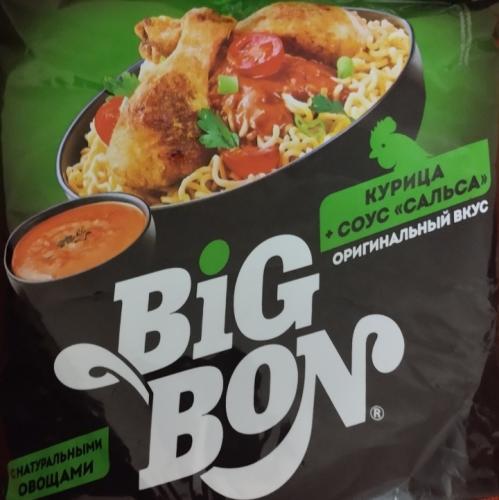 КУРИЦА
+ СОУС «САЛЬСА»
ОРИГИНАЛЬНЫЙ ВКУС
BiG
BON®
С НАТУРАЛЬНЫМИ
ОВОЩАМИ